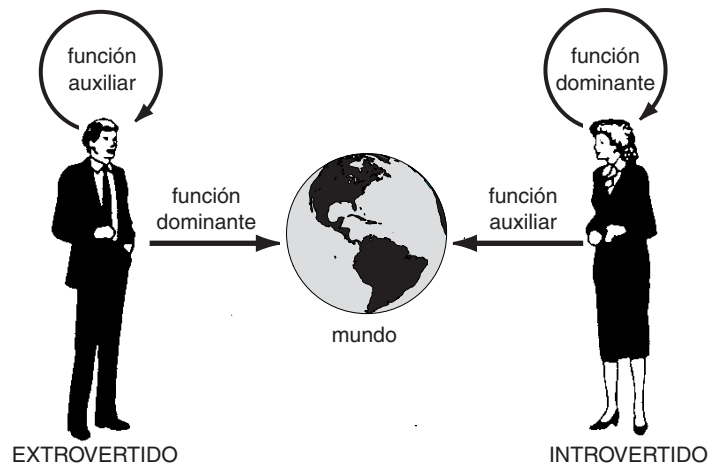 función
auxiliar
función
dominante
función
dominante
función
auxiliar
mundo
EXTROVERTIDO
INTROVERTIDO